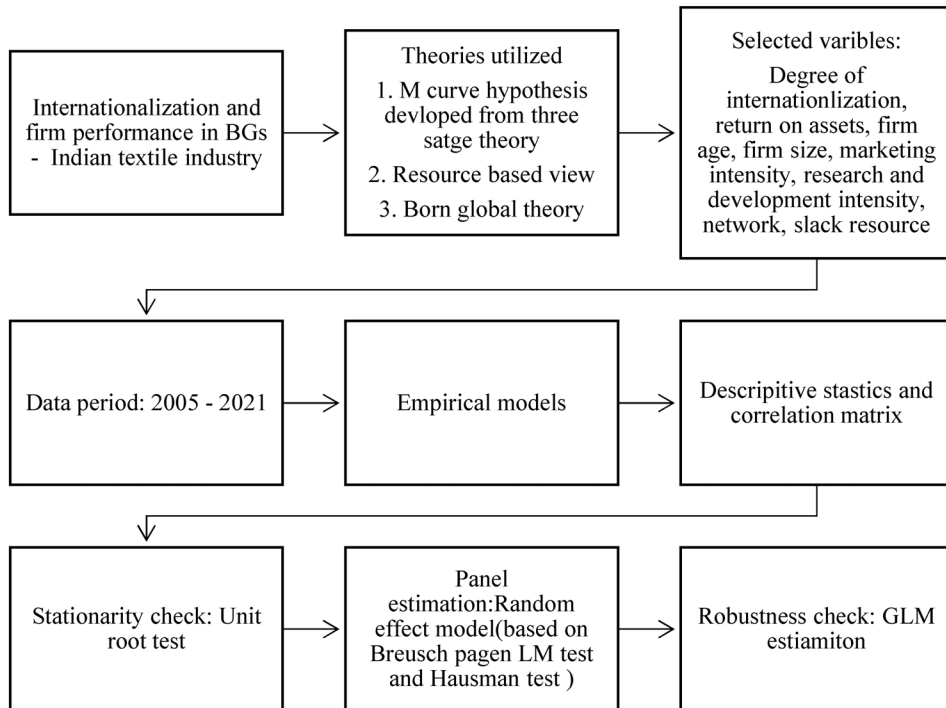 Internationalization and
firm performance in BGs
- Indian textile industry
Theories utilized
1. M curve hypothesis
devloped from three
satge theory
2. Resource based view
3. Born global theory
Selected varibles:
Degree of
internationlization,
return on assets, firm
age, firm size, marketing
intensity, research and
development intensity,
network, slack resource
Data period: 2005 - 2021
Empirical models
Descripitive stastics and
correlation matrix
Stationarity check: Unit
root test
Panel
estimation:Random
effect model(based on
Breusch pagen LM test
and Hausman test )
Robustness check: GLM
estiamiton